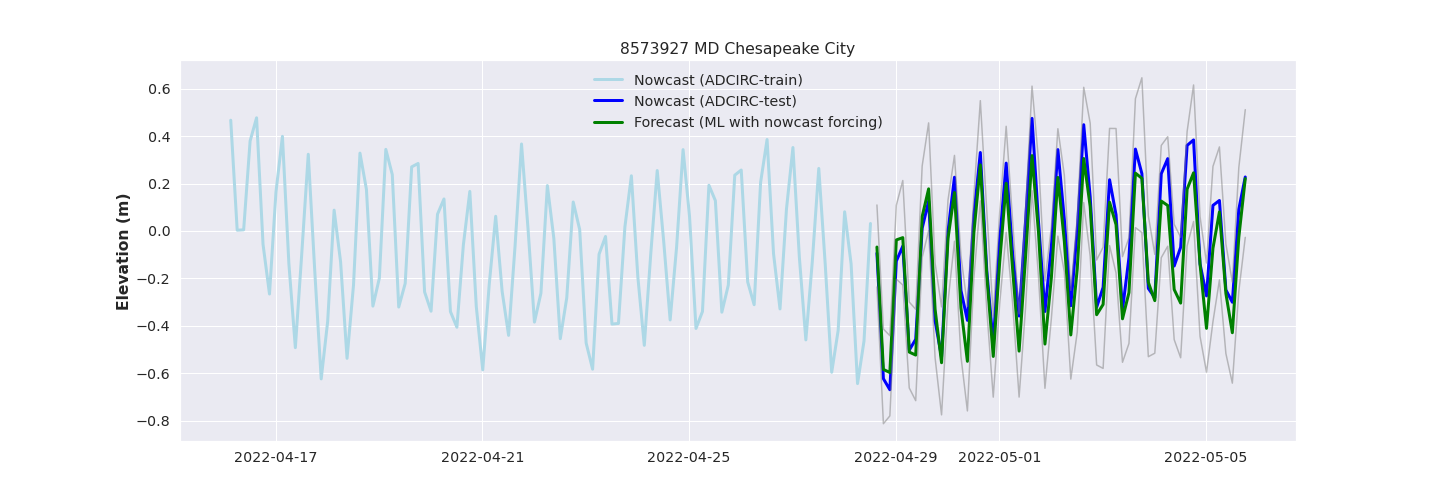 8573927 MD Chesapeake City
Nowcast (ADCIRC-train)
Nowcast (ADCIRC-test)
Forecast (ML with nowcast forcing)
Elevation (m)
0.6
0.4
0.2
0.0
−0.2
−0.4
−0.6
−0.8
2022-04-17 2022-04-21 2022-04-25 2022-04-29 2022-05-01 2022-05-05